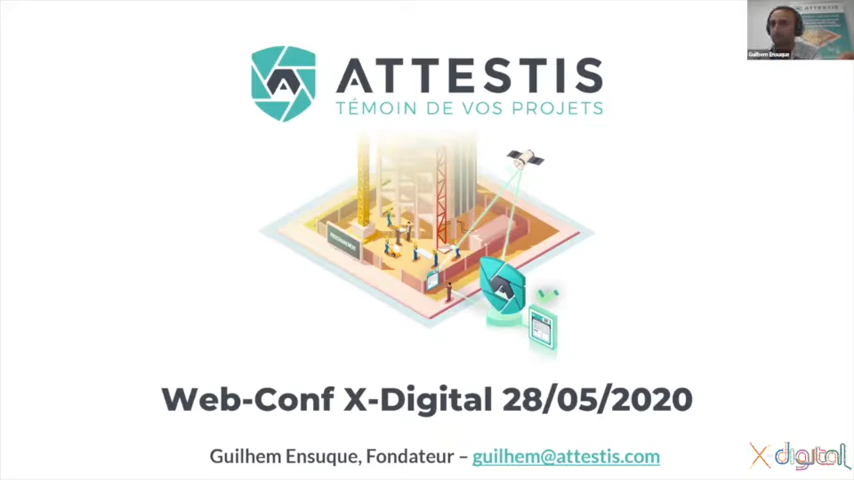 ATTESTIS
TÉMOIN DE VOS PROJETS
ATTESTIS
Guilhem Ensuque
Web-Conf X-Digital 28/05/2020
Guilhem Ensuque, Fondateur – guilhem@attestis.com
X-digital